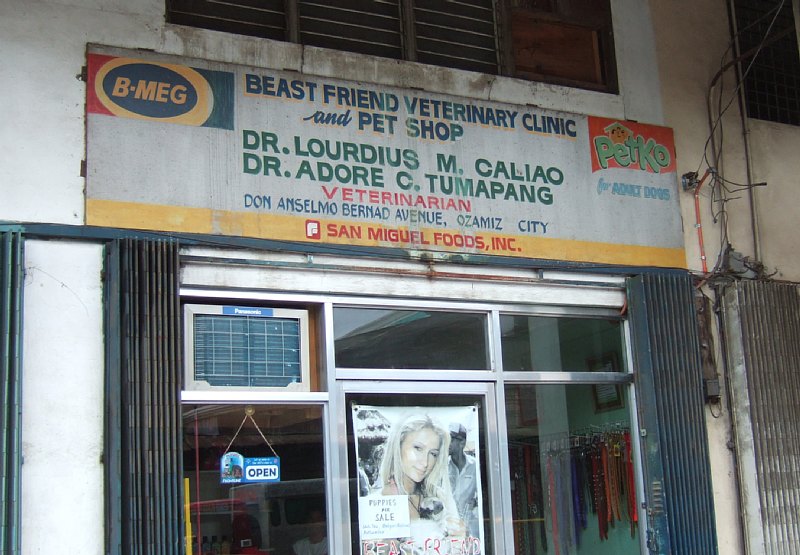 B-MEG
BEAST FRIEND VETERINARY CLINIC
and PET SHOP
DR. LOURDIUS M. CALIAO
DR. ADORE C. TUMAPANG
VETERINARIAN
DON ANSELMO BERNAD AVENUE, OZAMIZ CITY
SAN MIGUEL FOODS, INC.
PetKo
for ADULT DOGS
Panasonic
OPEN
PUPPIES
SALE
BEAST-FRIEND